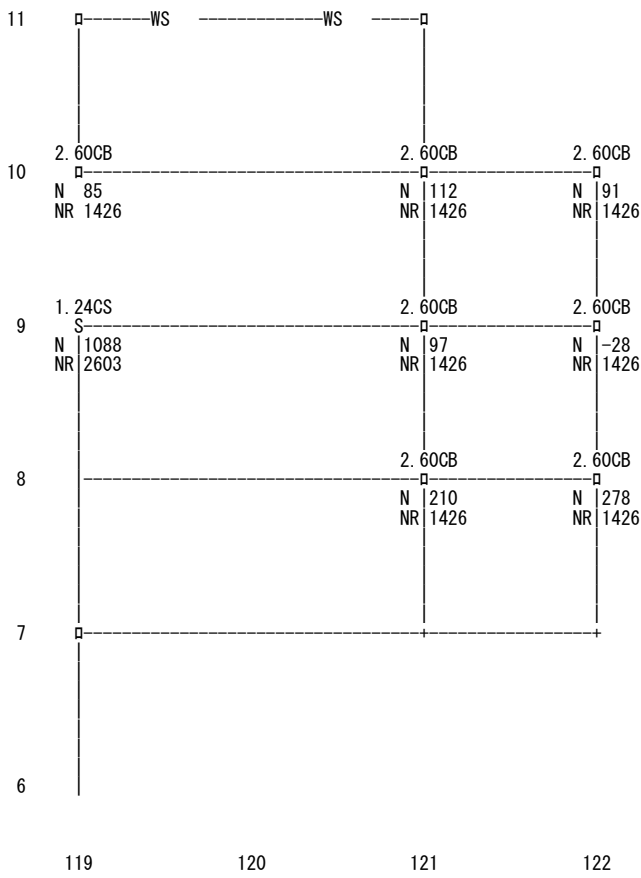 11 WS WS
2.60CB 2.60CB 2.60CB
10
N 85 N 112 N 91
NR 1426 NR 1426 NR 1426
1.24CS 2.60CB 2.60CB
9 S
N 1088 N 97 N -28
NR 2603 NR 1426 NR 1426
2.60CB 2.60CB
8
N 210 N 278
NR 1426 NR 1426
7
6
119 120 121 122